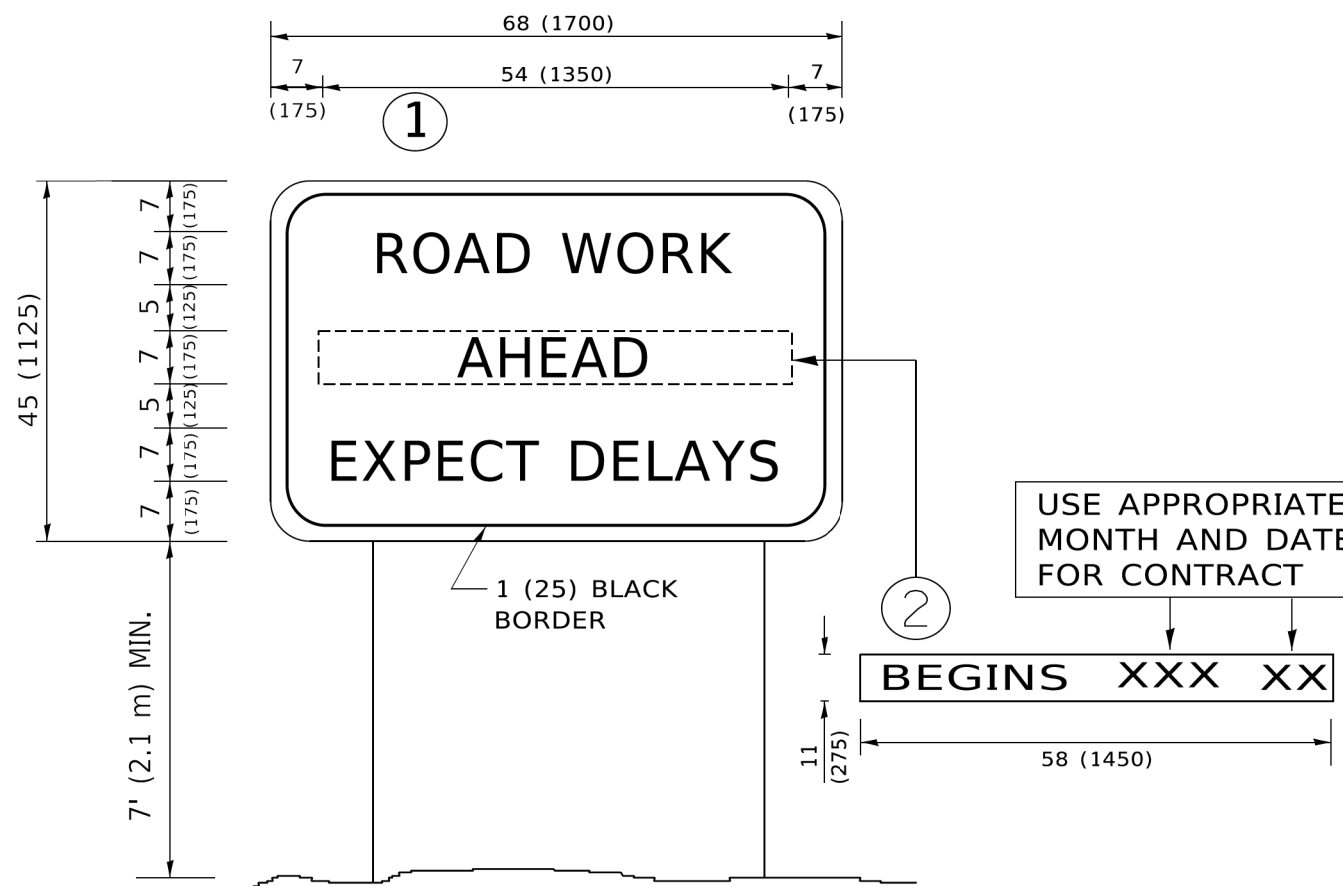 68 (1700)
7
54 (1350)
7
(175)
(175)
1
7
(175)
7
(175)
5
(125)
7
(175)
5
(125)
7
(175)
7
(175)
45 (1125)
ROAD WORK
AHEAD
EXPECT DELAYS
1 (25) BLACK
BORDER
7' (2.1 m) MIN.
USE APPROPRIATE
MONTH AND DATE
FOR CONTRACT
2
BEGINS XXX XX
11
(275)
58 (1450)